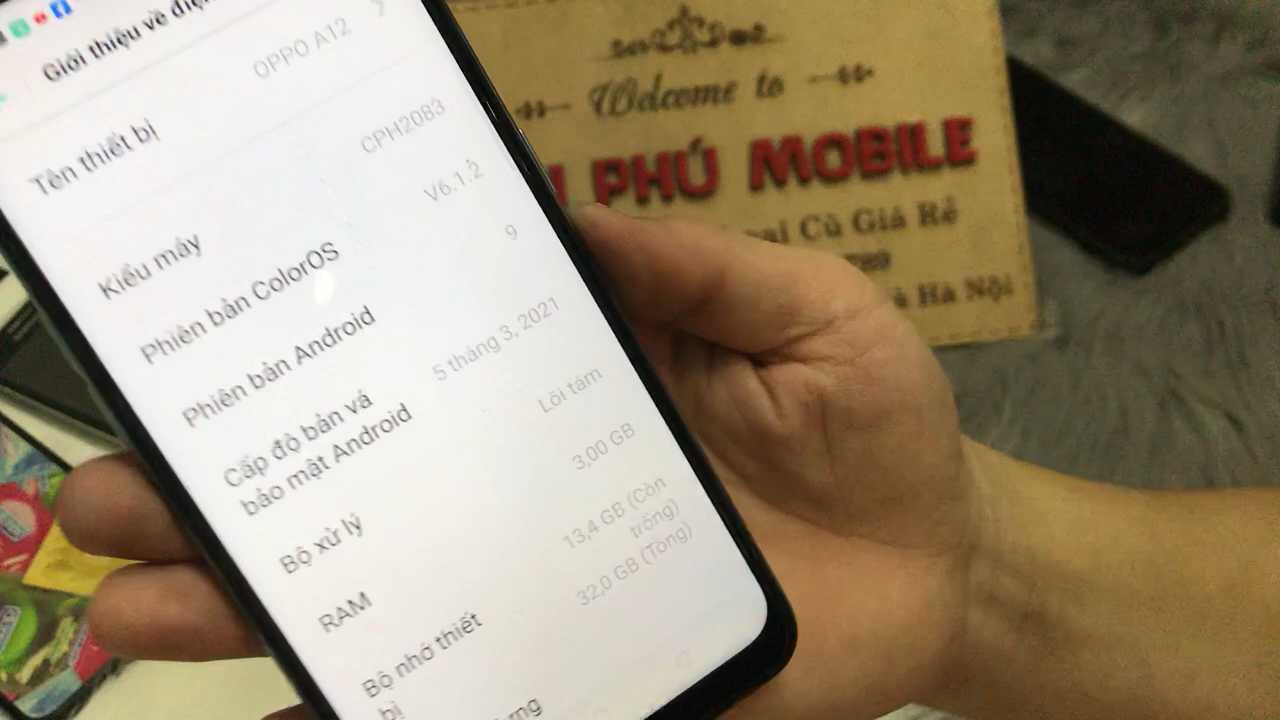 Giới thiệu về điện
Tên thiết bị
OPPO A12
Kiểu máy
CPH2083
Phiên bản ColorOS
V6.1.2
Phiên bản Android
9
Cấp độ bản vá
bảo mật Android
5 tháng 3, 2021
Bộ xử lý
Lõi tám
RAM
3,00 GB
Bộ nhớ thiết
bị
13,4 GB (Còn
trống)
32,0 GB (Tổng)
Welcome to
PHÚ MOBILE
Cũ Giá Rẻ
Hà Nội